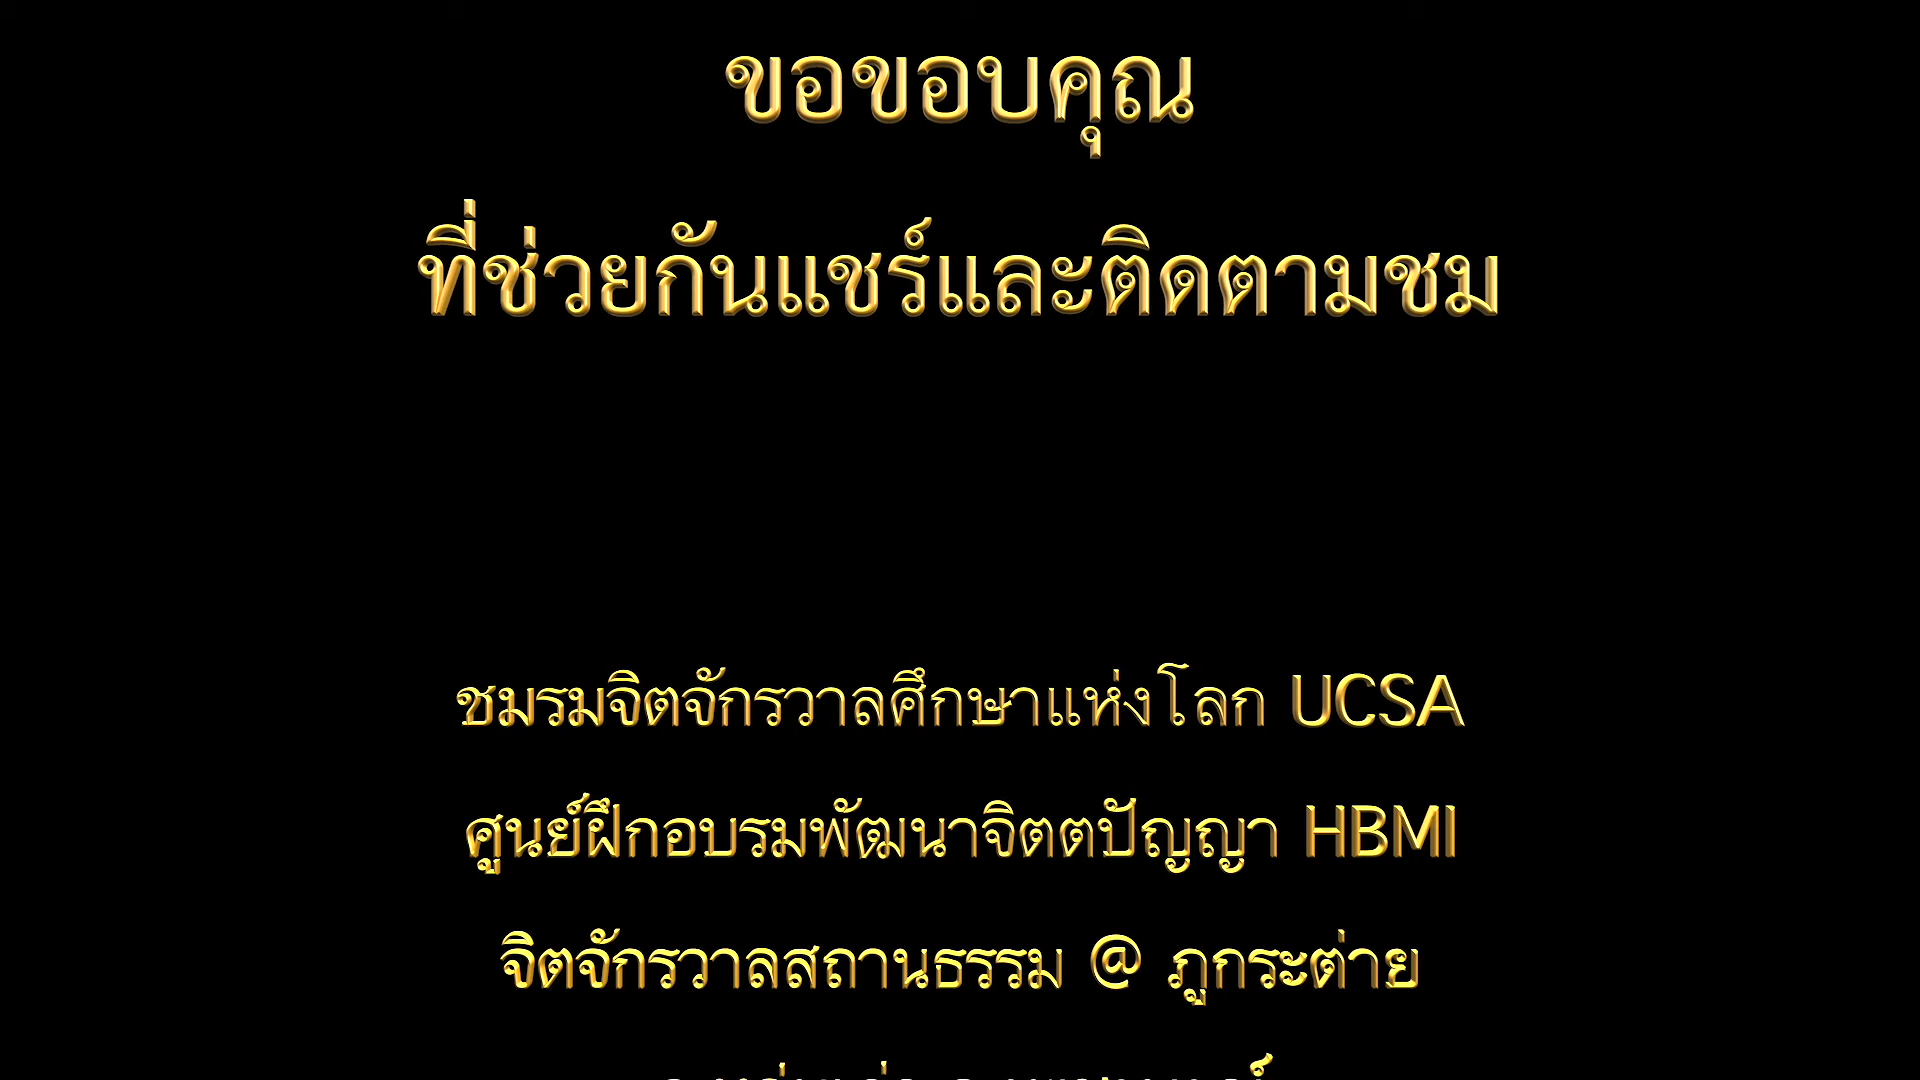 ขอขอบคุณ
ที่ช่วยกันแชร์และติดตามชม
ชมรมจิตจักรวาลศึกษาแห่งโลก UCSA
ศูนย์ฝึกอบรมพัฒนาจิตตปัญญา HBMI
จิตจักรวาลสถานธรรม @ ภูกระต่าย